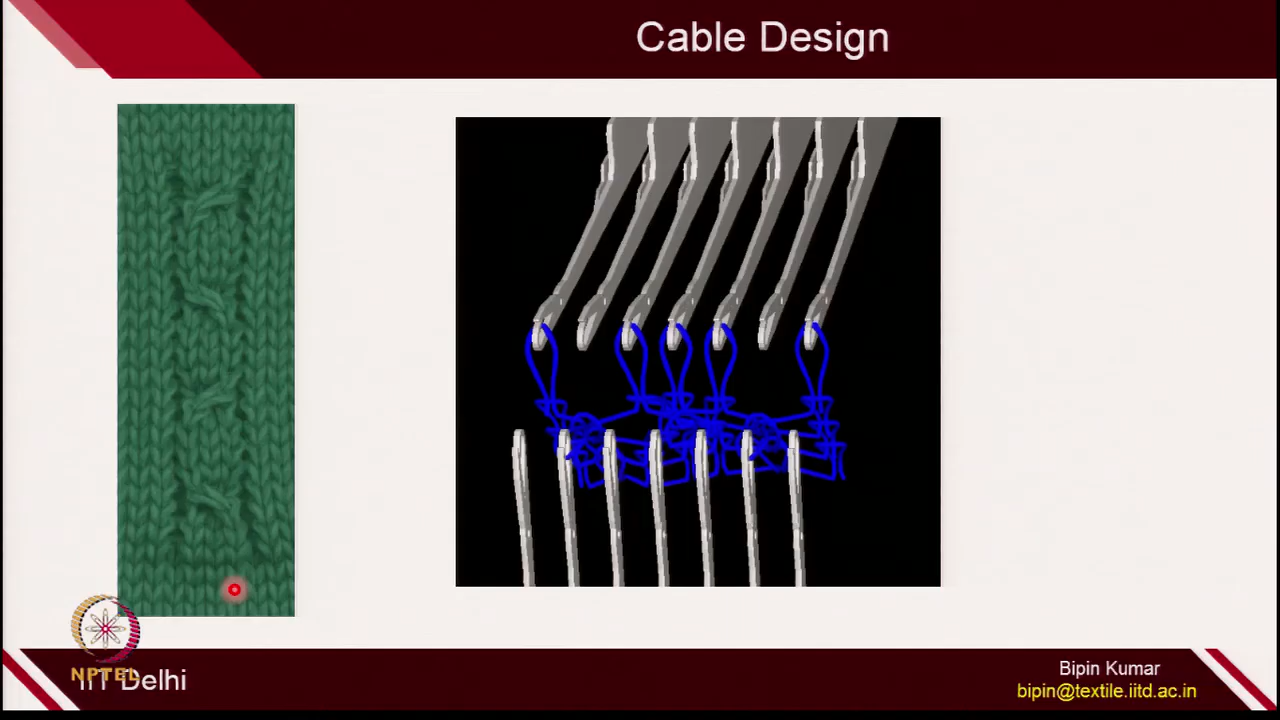 Cable Design
NPTEL
IIT Delhi
Bipin Kumar
bipin@textile.iitd.ac.in